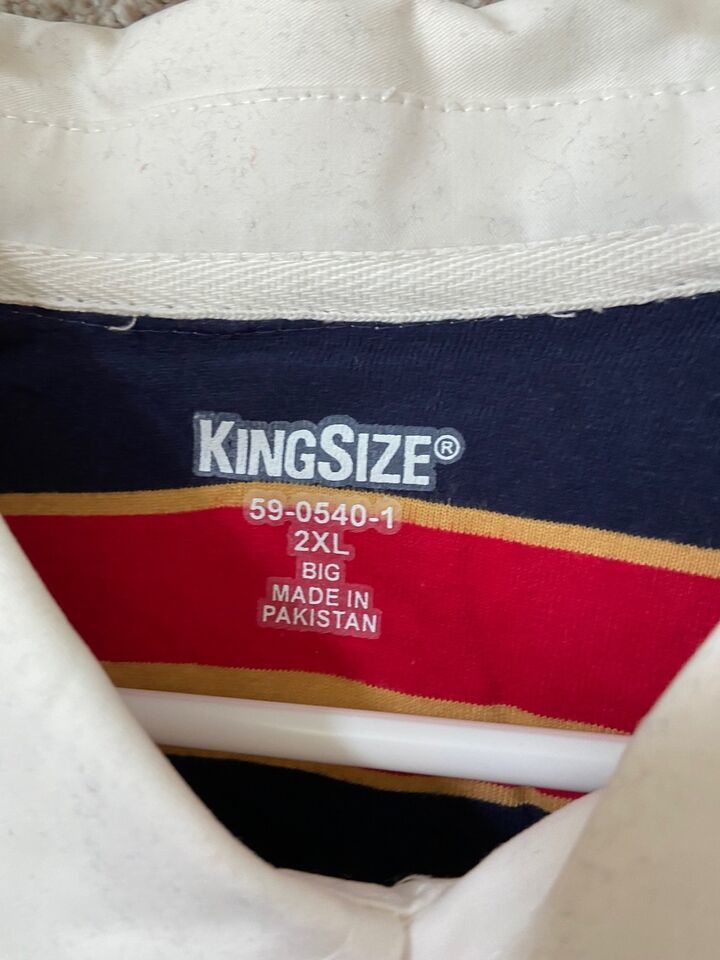 KINGSIZE®
59-0540-1
2XL
BIG
MADE IN
PAKISTAN